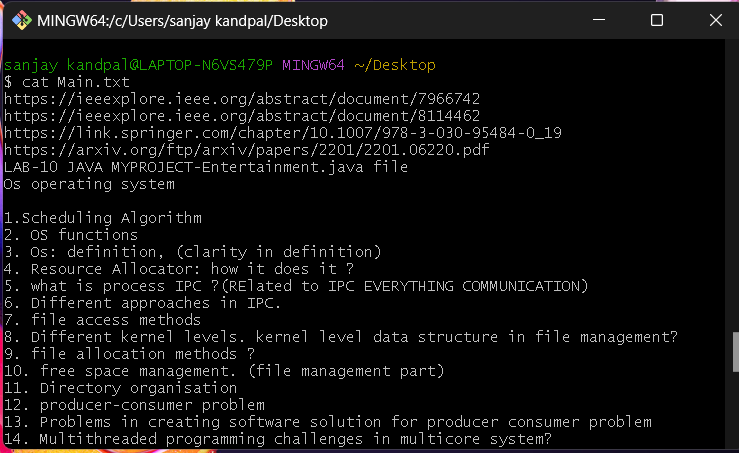 MINGW64:/c/Users/sanjay kandpal/Desktop
sanjay kandpal@LAPTOP-N6VS479P MINGW64 ~/Desktop
$ cat Main.txt
https://ieeexplore.ieee.org/abstract/document/7966742
https://ieeexplore.ieee.org/abstract/document/8114462
https://link.springer.com/chapter/10.1007/978-3-030-95484-0_19
https://arxiv.org/ftp/arxiv/papers/2201/2201.06220.pdf
LAB-10 JAVA MYPROJECT-Entertainment.java file
Os operating system
1.Scheduling Algorithm
2. OS functions
3. Os: definition, (clarity in definition)
4. Resource Allocator: how it does it ?
5. what is process IPC ?(RElated to IPC EVERYTHING COMMUNICATION)
6. Different approaches in IPC.
7. file access methods
8. Different kernel levels. kernel level data structure in file management?
9. file allocation methods ?
10. free space management. (file management part)
11. Directory organisation
12. producer-consumer problem
13. Problems in creating software solution for producer consumer problem
14. Multithreaded programming challenges in multicore system?